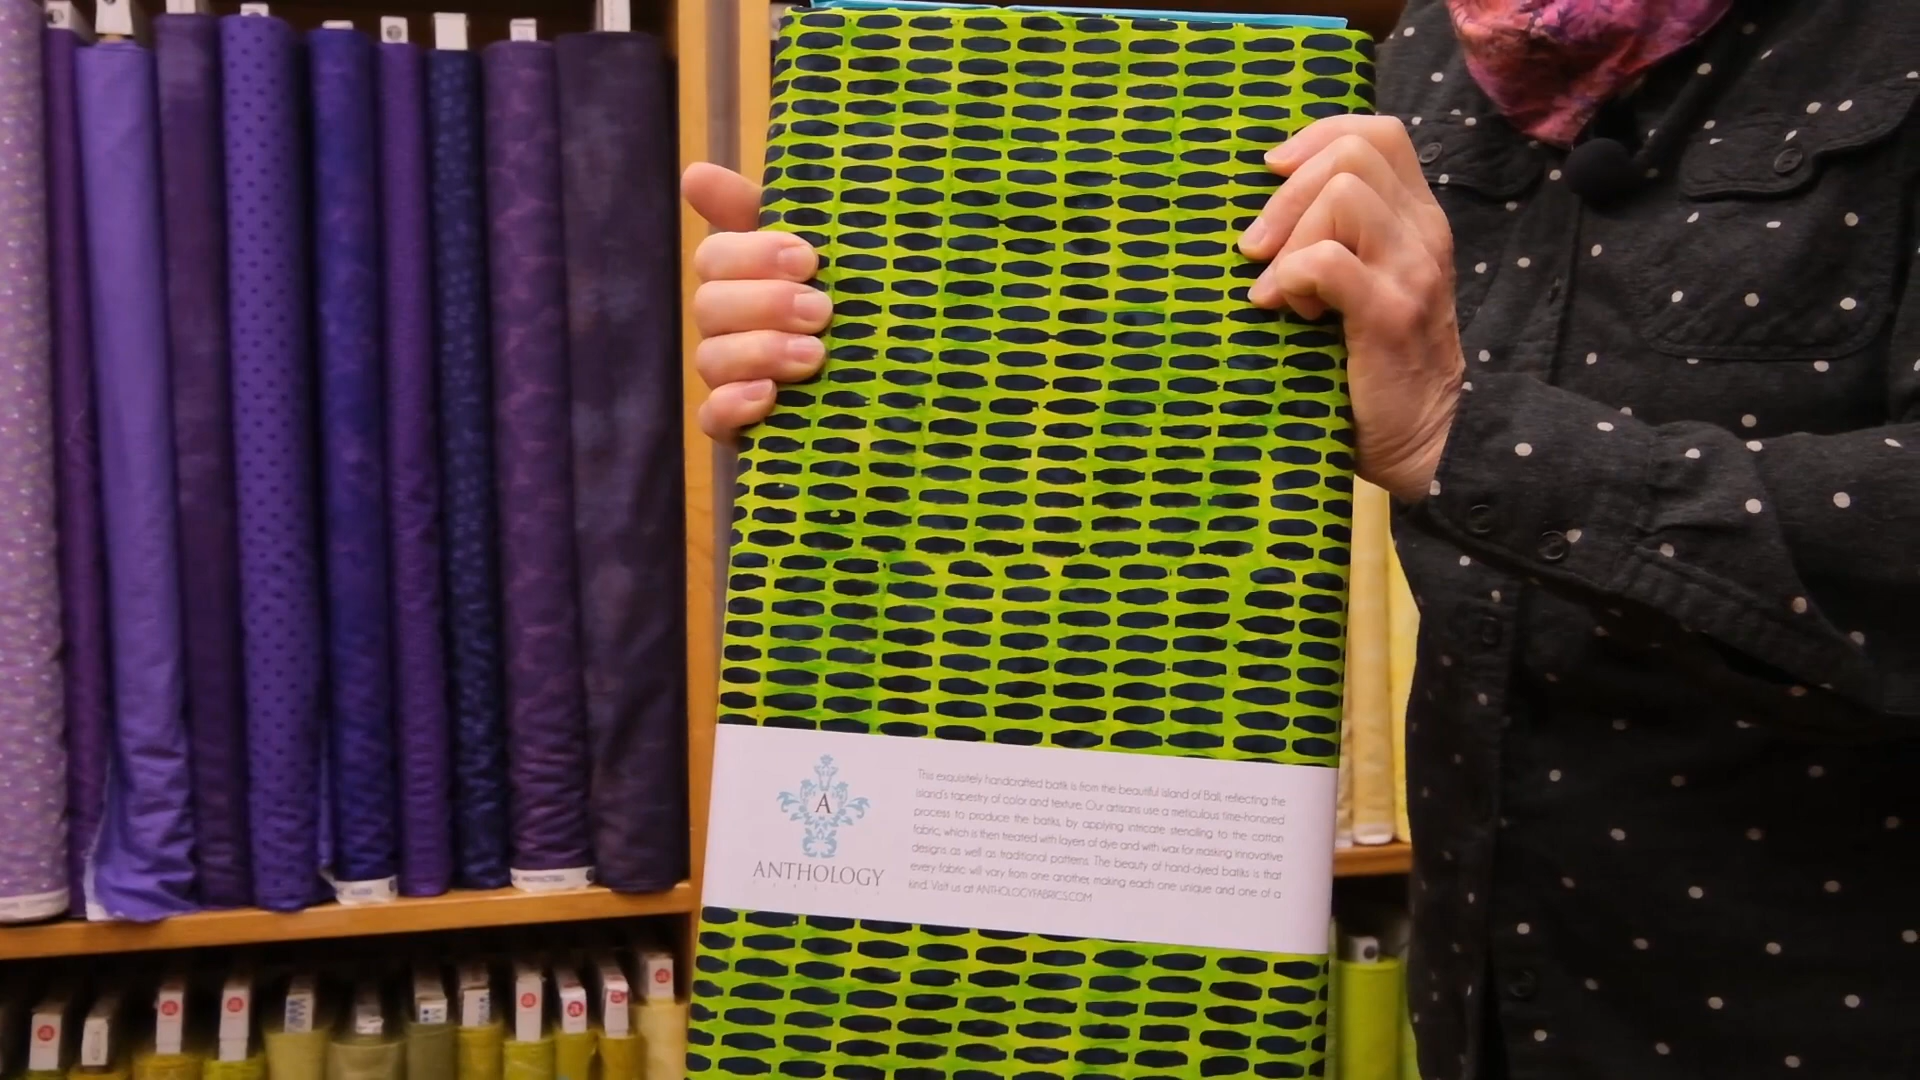 A
ANTHOLOGY
This exquisitely handcrafted batik is from the beautiful island of Bali, reflecting the
island's tapestry of color and texture. Our artisans use a meticulous time-honored
process to produce the batiks, by applying intricate stenciling to the cotton
fabric, which is then treated with layers of dye and with wax for masking innovative
designs as well as traditional patterns. The beauty of hand-dyed batiks is that
every fabric will vary from one another, making each one unique and one of a
kind. Visit us at ANTHOLOGYFABRICS.COM